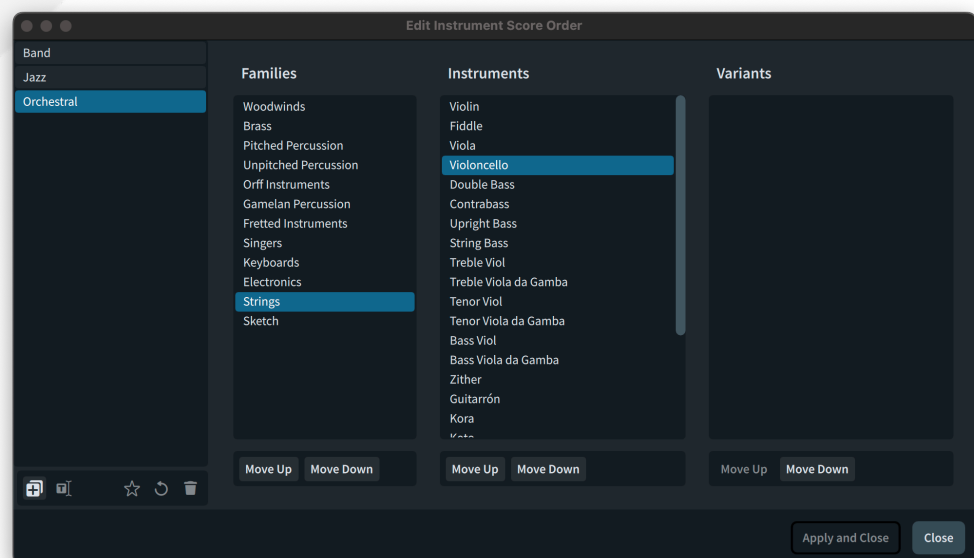 Edit Instrument Score Order
Band
Jazz
Orchestral
Families
Woodwinds
Brass
Pitched Percussion
Unpitched Percussion
Orff Instruments
Gamelan Percussion
Fretted Instruments
Singers
Keyboards
Electronics
Strings
Sketch
Move Up Move Down
Instruments
Violin
Fiddle
Viola
Violoncello
Double Bass
Contrabass
Upright Bass
String Bass
Treble Viol
Treble Viola da Gamba
Tenor Viol
Tenor Viola da Gamba
Bass Viol
Bass Viola da Gamba
Zither
Guitarrón
Kora
Move Up Move Down
Variants
Move Up Move Down
Apply and Close Close